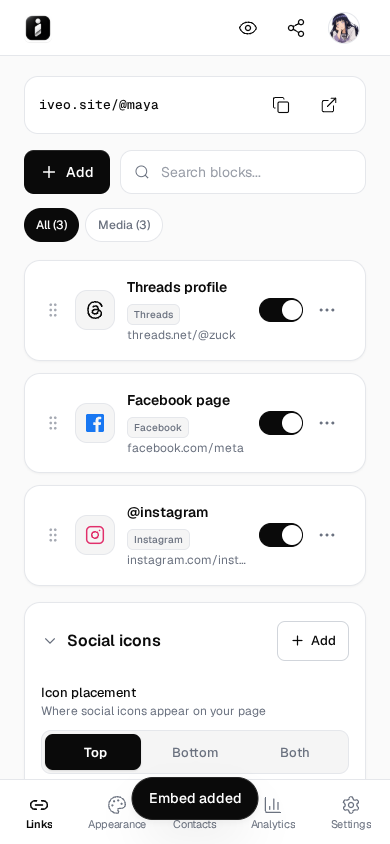 iveo.site/@maya
Add
Search blocks...
All (3)
Media (3)
Threads profile
Threads
threads.net/@zuck
Facebook page
Facebook
facebook.com/meta
@instagram
Instagram
instagram.com/inst...
Social icons
Add
Icon placement
Where social icons appear on your page
Top
Bottom
Both
Embed added
Links
Appearance
Contacts
Analytics
Settings